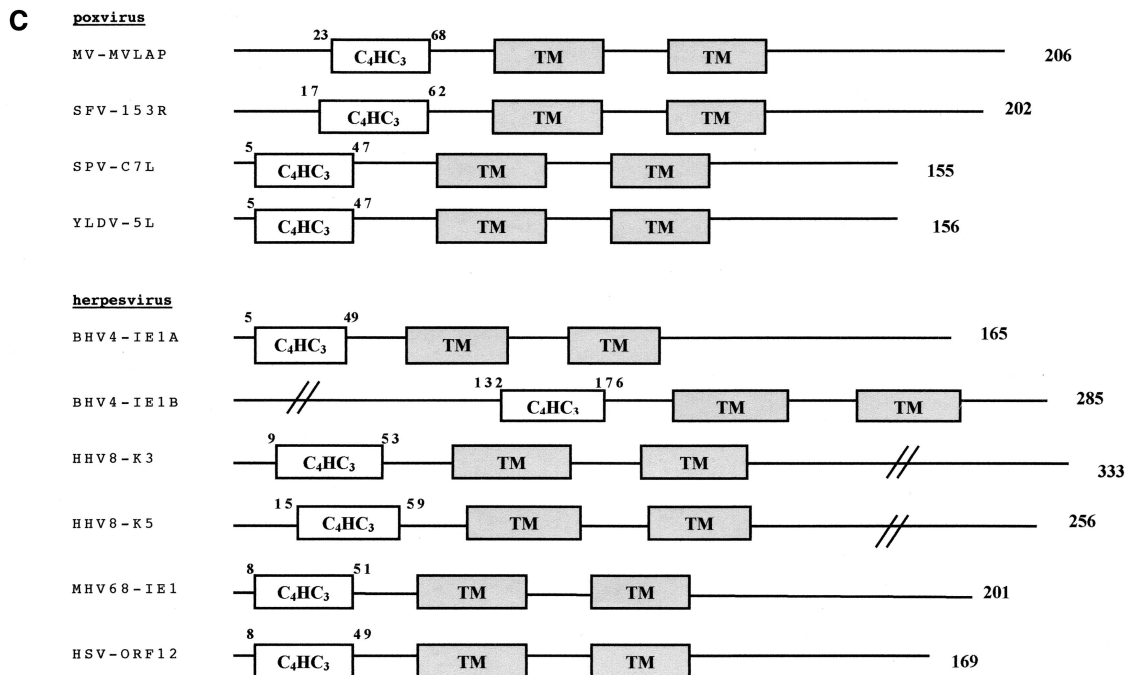 C
poxvirus
MV-MVLAP 23 C₄HC₃ 68 TM TM 206
SFV-153R 17 C₄HC₃ 62 TM TM 202
SPV-C7L 5 C₄HC₃ 47 TM TM 155
YLDV-5L 5 C₄HC₃ 47 TM TM 156
herpesvirus
BHV4-IE1A 5 C₄HC₃ 49 TM TM 165
BHV4-IE1B 132 C₄HC₃ 176 TM TM 285
HHV8-K3 9 C₄HC₃ 53 TM TM 333
HHV8-K5 15 C₄HC₃ 59 TM TM 256
MHV68-IE1 8 C₄HC₃ 51 TM TM 201
HSV-ORF12 8 C₄HC₃ 49 TM TM 169